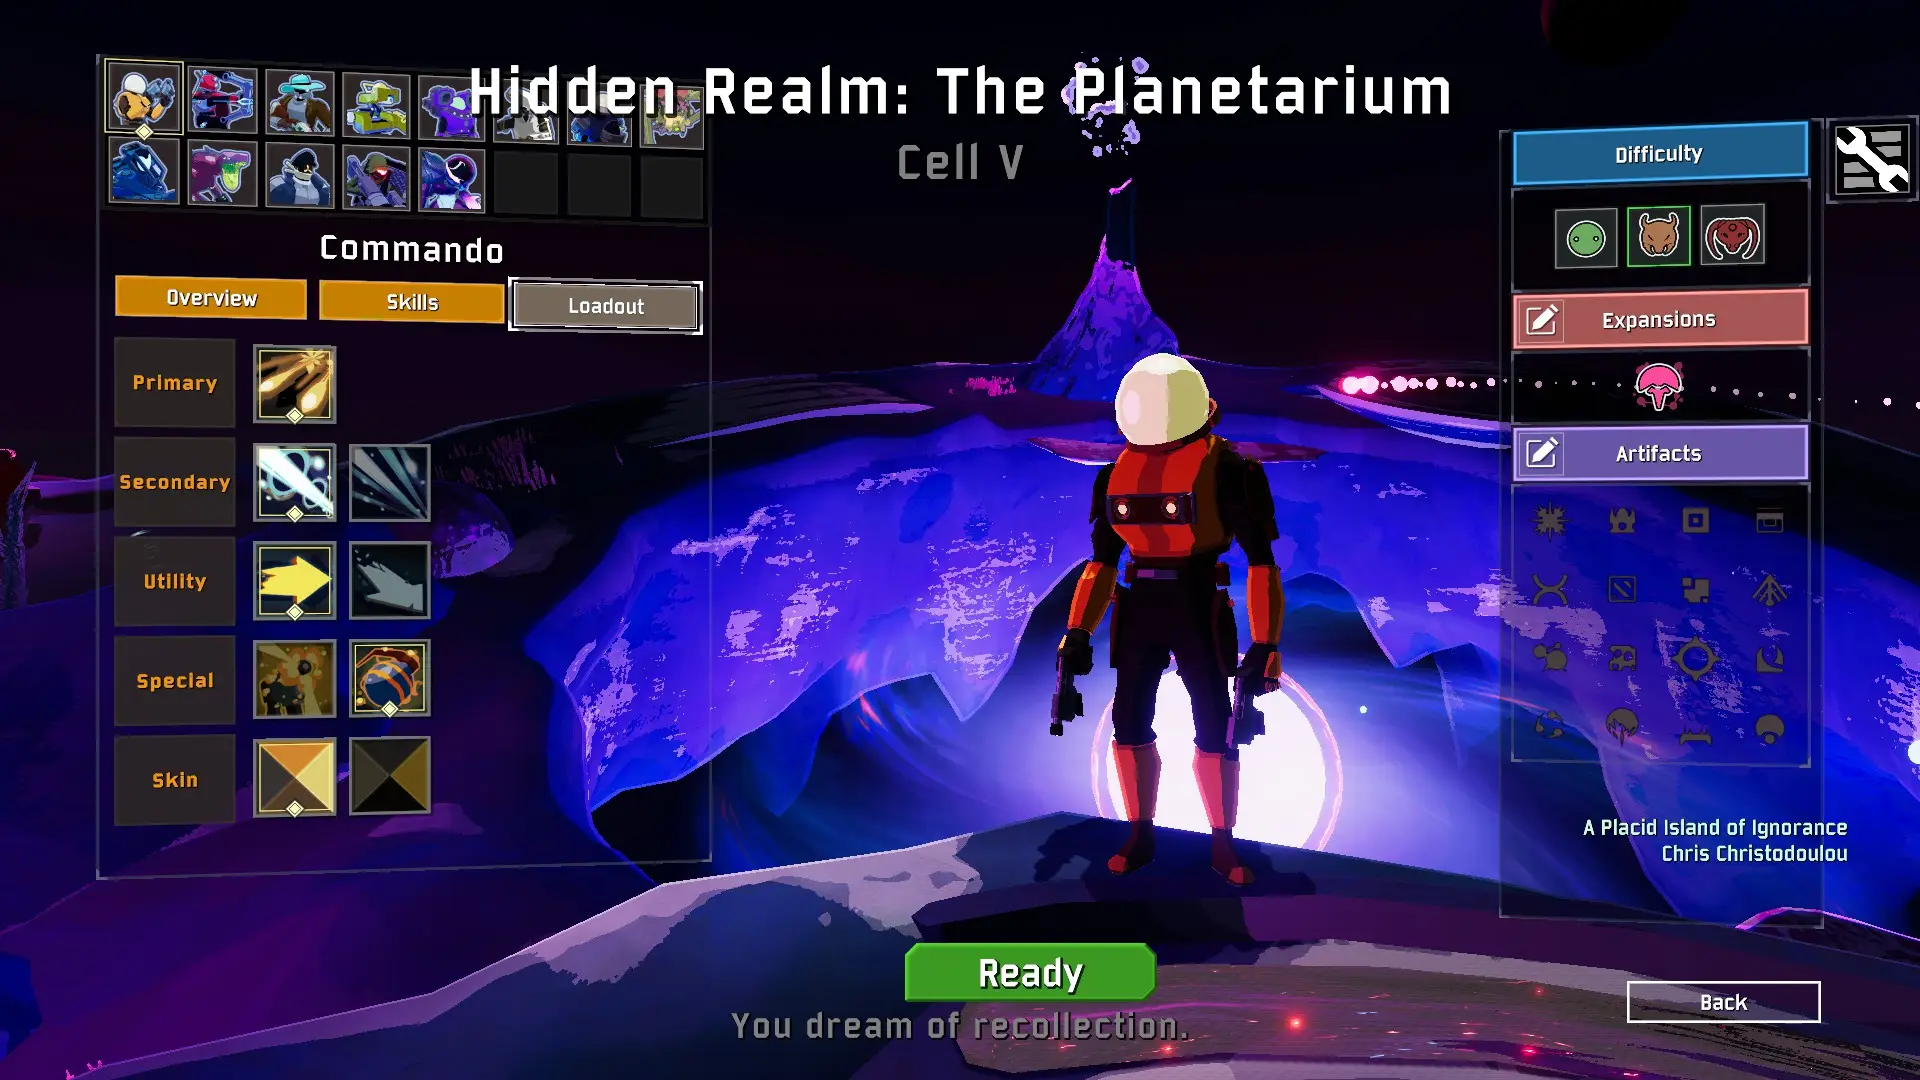 Hidden Realm: The Planetarium
Cell V
Commando
Overview
Skills
Loadout
Primary
Secondary
Utility
Special
Skin
Difficulty
Expansions
Artifacts
A Placid Island of Ignorance
Chris Christodoulou
Ready
You dream of recollection.
Back